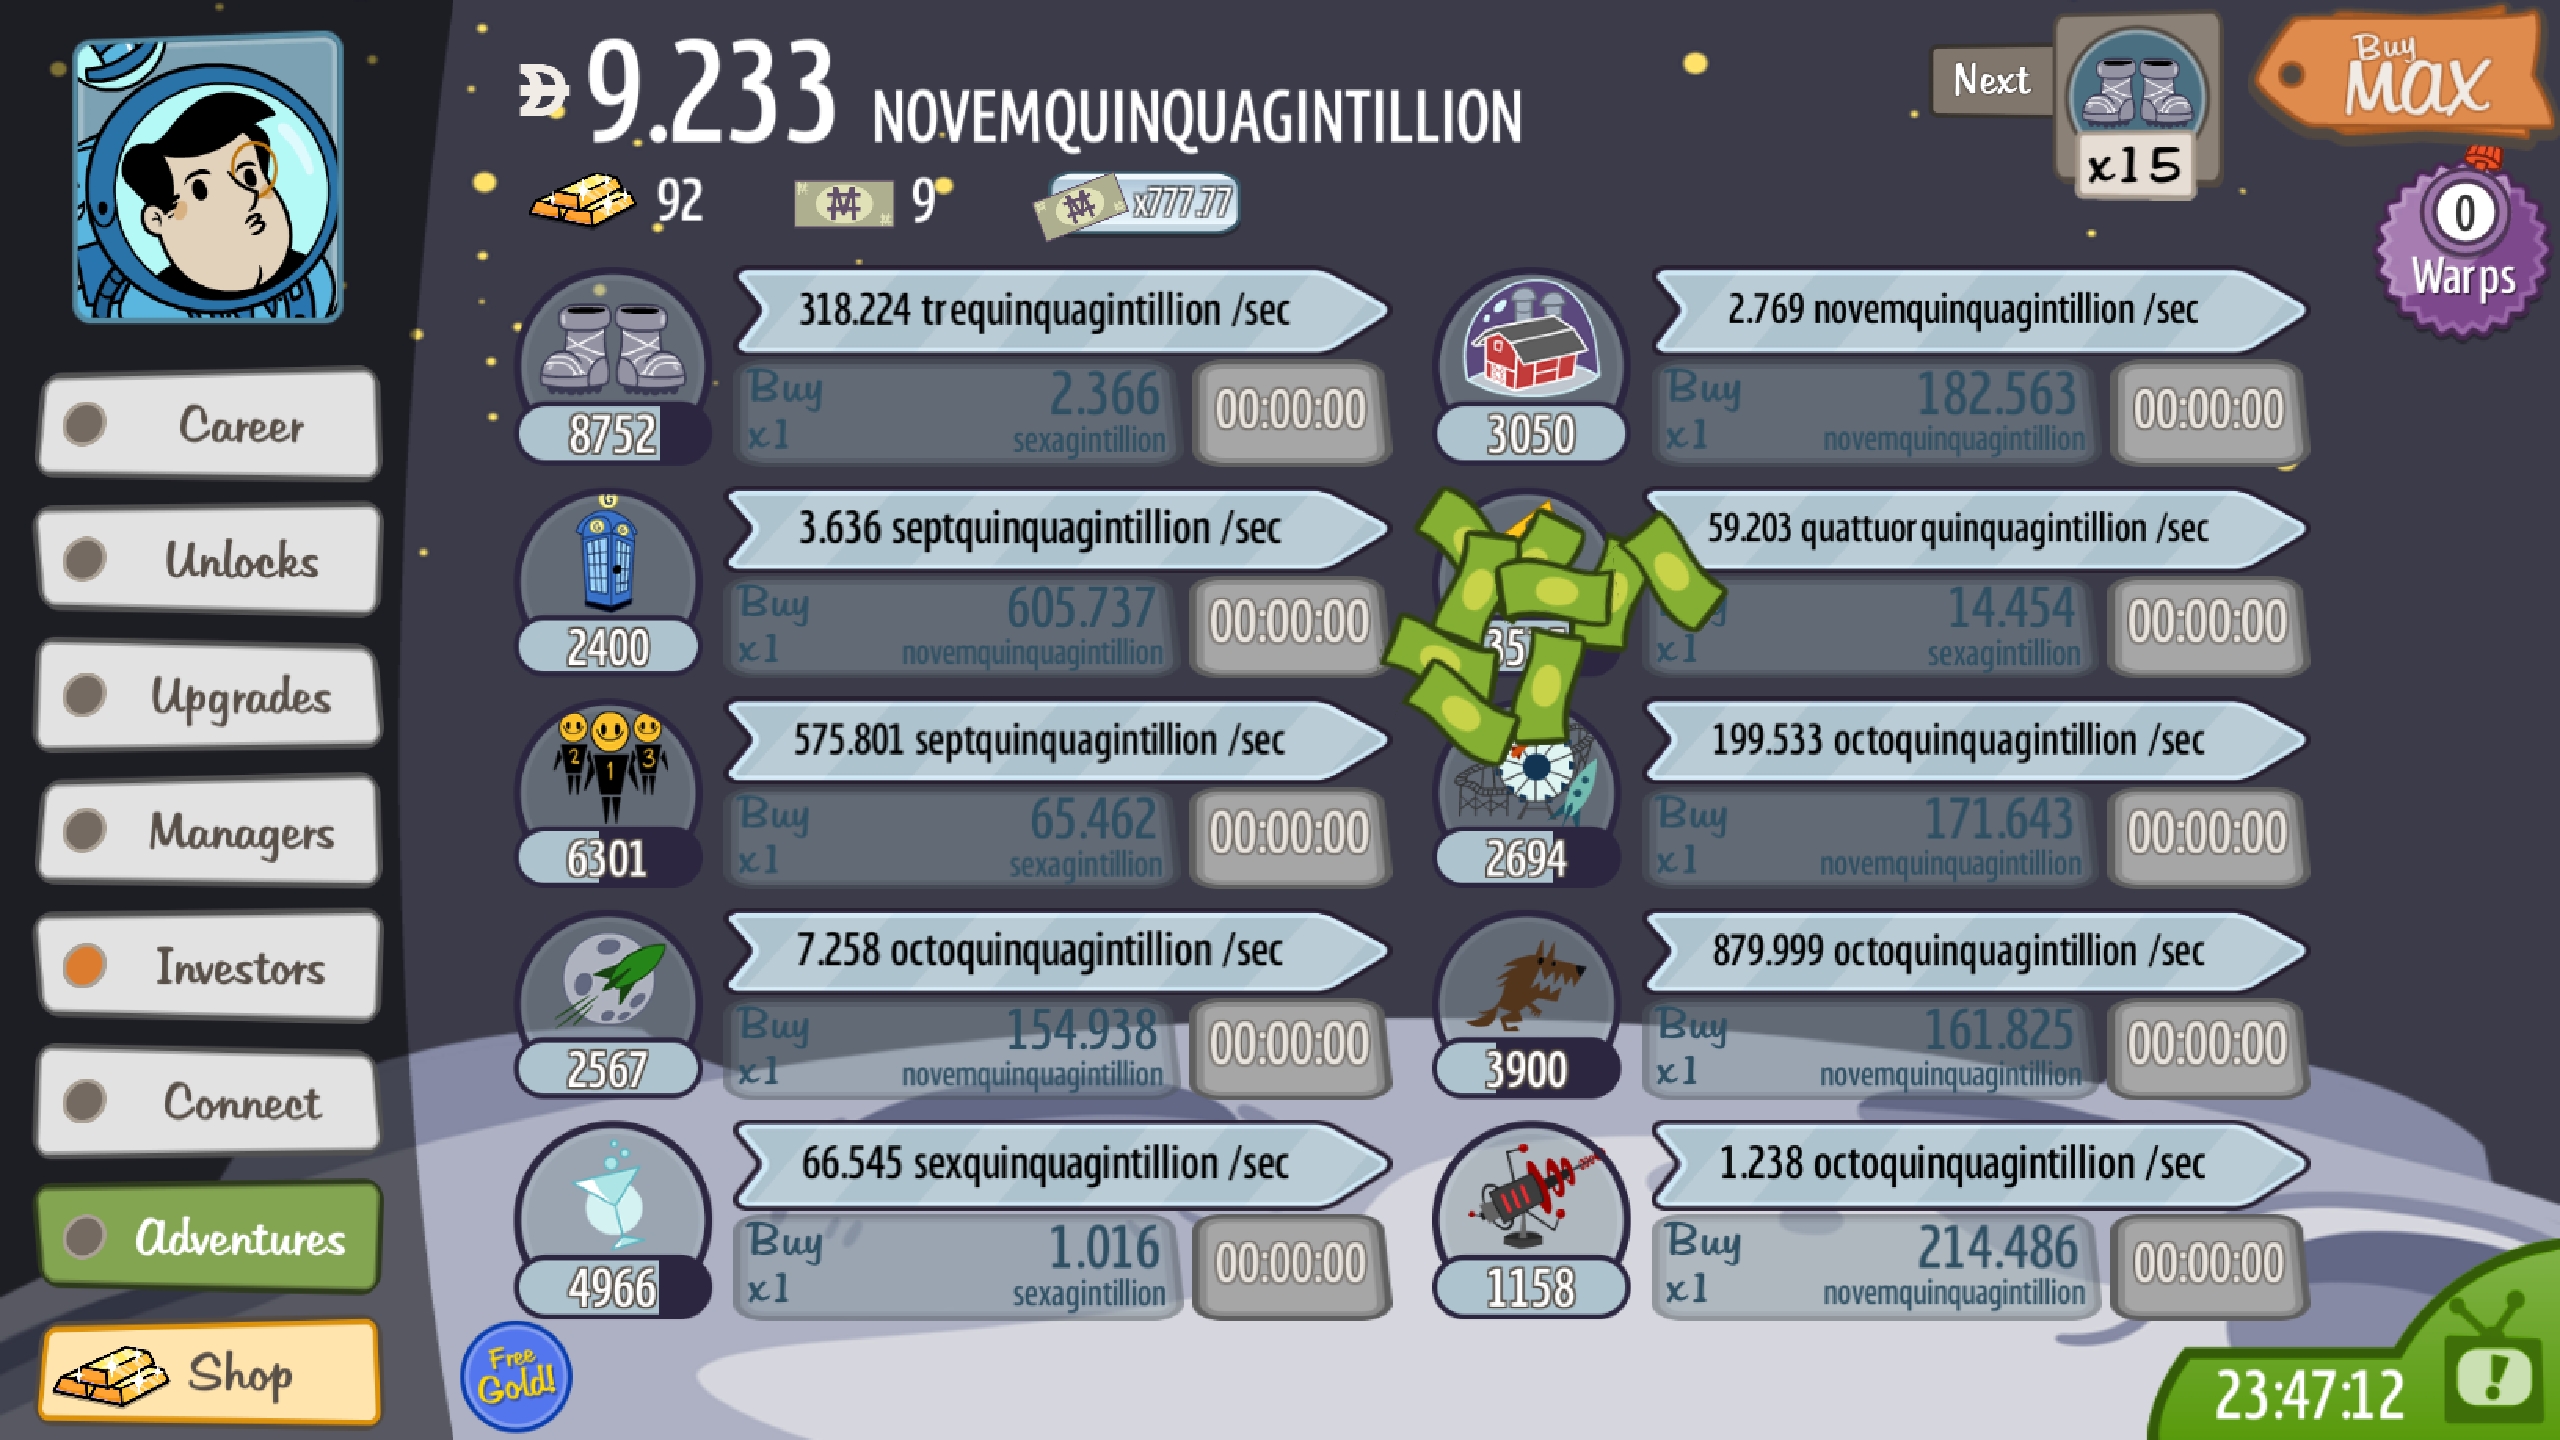 9.233 NOVEMQUINQUAGINTILLION
Next
x15
Buy
MAX
92
9
x777.77
0
Warps
Career
Unlocks
Upgrades
Managers
Investors
Connect
Adventures
Shop
318.224 trequinquagintillion /sec
Buy 2.366
x1 sexagintillion
00:00:00
8752
2.769 novemquinquagintillion /sec
Buy 182.563
x1 novemquinquagintillion
00:00:00
3050
G
G G
3.636 septquinquagintillion /sec
Buy 605.737
x1 novemquinquagintillion
00:00:00
2400
59.203 quattuorquinquagintillion /sec
14.454
x1 sexagintillion
00:00:00
2 1 3
575.801 septquinquagintillion /sec
Buy 65.462
x1 sexagintillion
00:00:00
6301
199.533 octoquinquagintillion /sec
Buy 171.643
x1 novemquinquagintillion
00:00:00
2694
7.258 octoquinquagintillion /sec
Buy 154.938
x1 novemquinquagintillion
00:00:00
2567
879.999 octoquinquagintillion /sec
Buy 161.825
x1 novemquinquagintillion
00:00:00
3900
66.545 sexquinquagintillion /sec
Buy 1.016
x1 sexagintillion
00:00:00
4966
1.238 octoquinquagintillion /sec
Buy 214.486
x1 novemquinquagintillion
00:00:00
1158
Free
Gold!
23:47:12
!